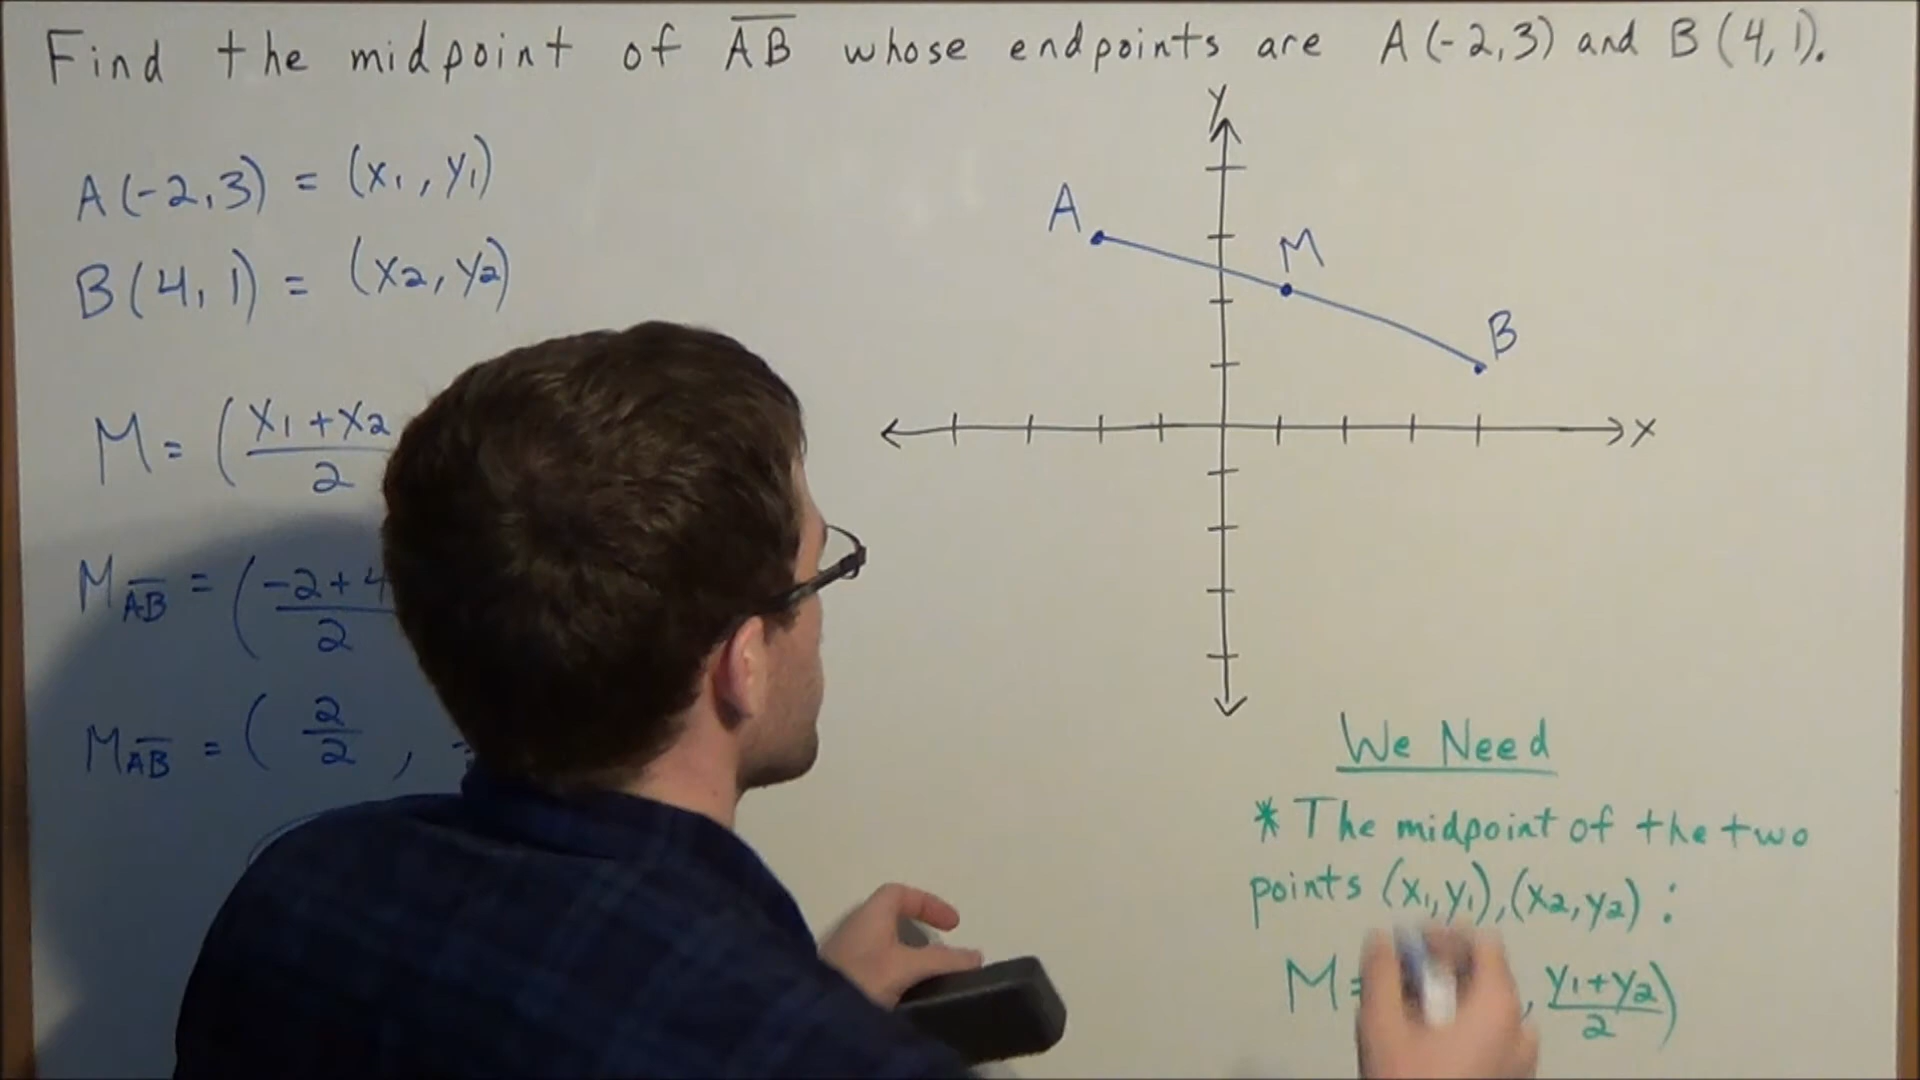 Find the midpoint of AB whose endpoints are A(-2,3) and B(4,1).
A(-2,3) = (x1, y1)
B(4,1) = (x2, y2)
M = (x1+x2
2
MAB = (-2+4
2
MAB = ( 2
2 ,
y
A
M
B
x
We Need
* The midpoint of the two
points (x1,y1),(x2,y2) :
M = , y1+y2)
2